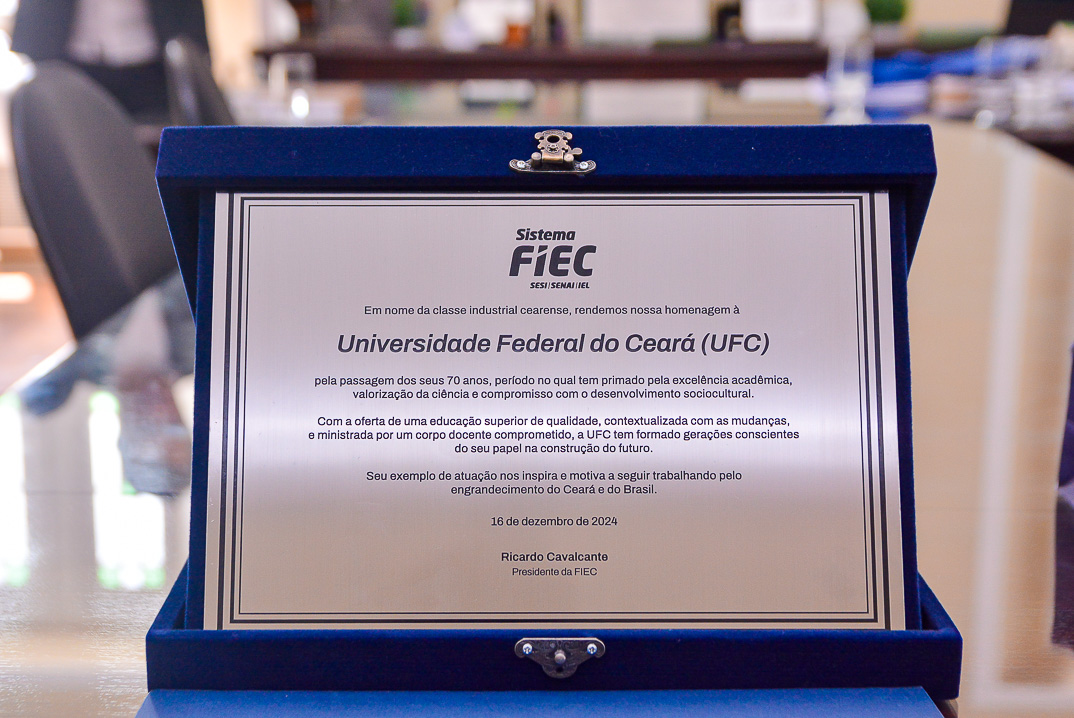 Sistema
FIEC
SESI|SENAI|IEL
Em nome da classe industrial cearense, rendemos nossa homenagem à
Universidade Federal do Ceará (UFC)
pela passagem dos seus 70 anos, período no qual tem primado pela excelência acadêmica,
valorização da ciência e compromisso com o desenvolvimento sociocultural.
Com a oferta de uma educação superior de qualidade, contextualizada com as mudanças,
e ministrada por um corpo docente comprometido, a UFC tem formado gerações conscientes
do seu papel na construção do futuro.
Seu exemplo de atuação nos inspira e motiva a seguir trabalhando pelo
engrandecimento do Ceará e do Brasil.
16 de dezembro de 2024
Ricardo Cavalcante
Presidente da FIEC